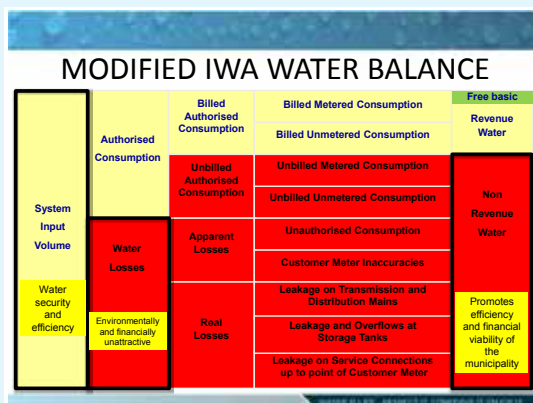 MODIFIED IWA WATER BALANCE
System
Input
Volume
Water
security
and
efficiency
Authorised
Consumption
Water
Losses
Environmentally
and financially
unattractive
Billed
Authorised
Consumption
Unbilled
Authorised
Consumption
Apparent
Losses
Real
Losses
Billed Metered Consumption
Billed Unmetered Consumption
Unbilled Metered Consumption
Unbilled Unmetered Consumption
Unauthorised Consumption
Customer Meter Inaccuracies
Leakage on Transmission and
Distribution Mains
Leakage and Overflows at
Storage Tanks
Leakage on Service Connections
up to point of Customer Meter
Free basic
Revenue
Water
Non
Revenue
Water
Promotes
efficiency
and financial
viability of
the
municipality